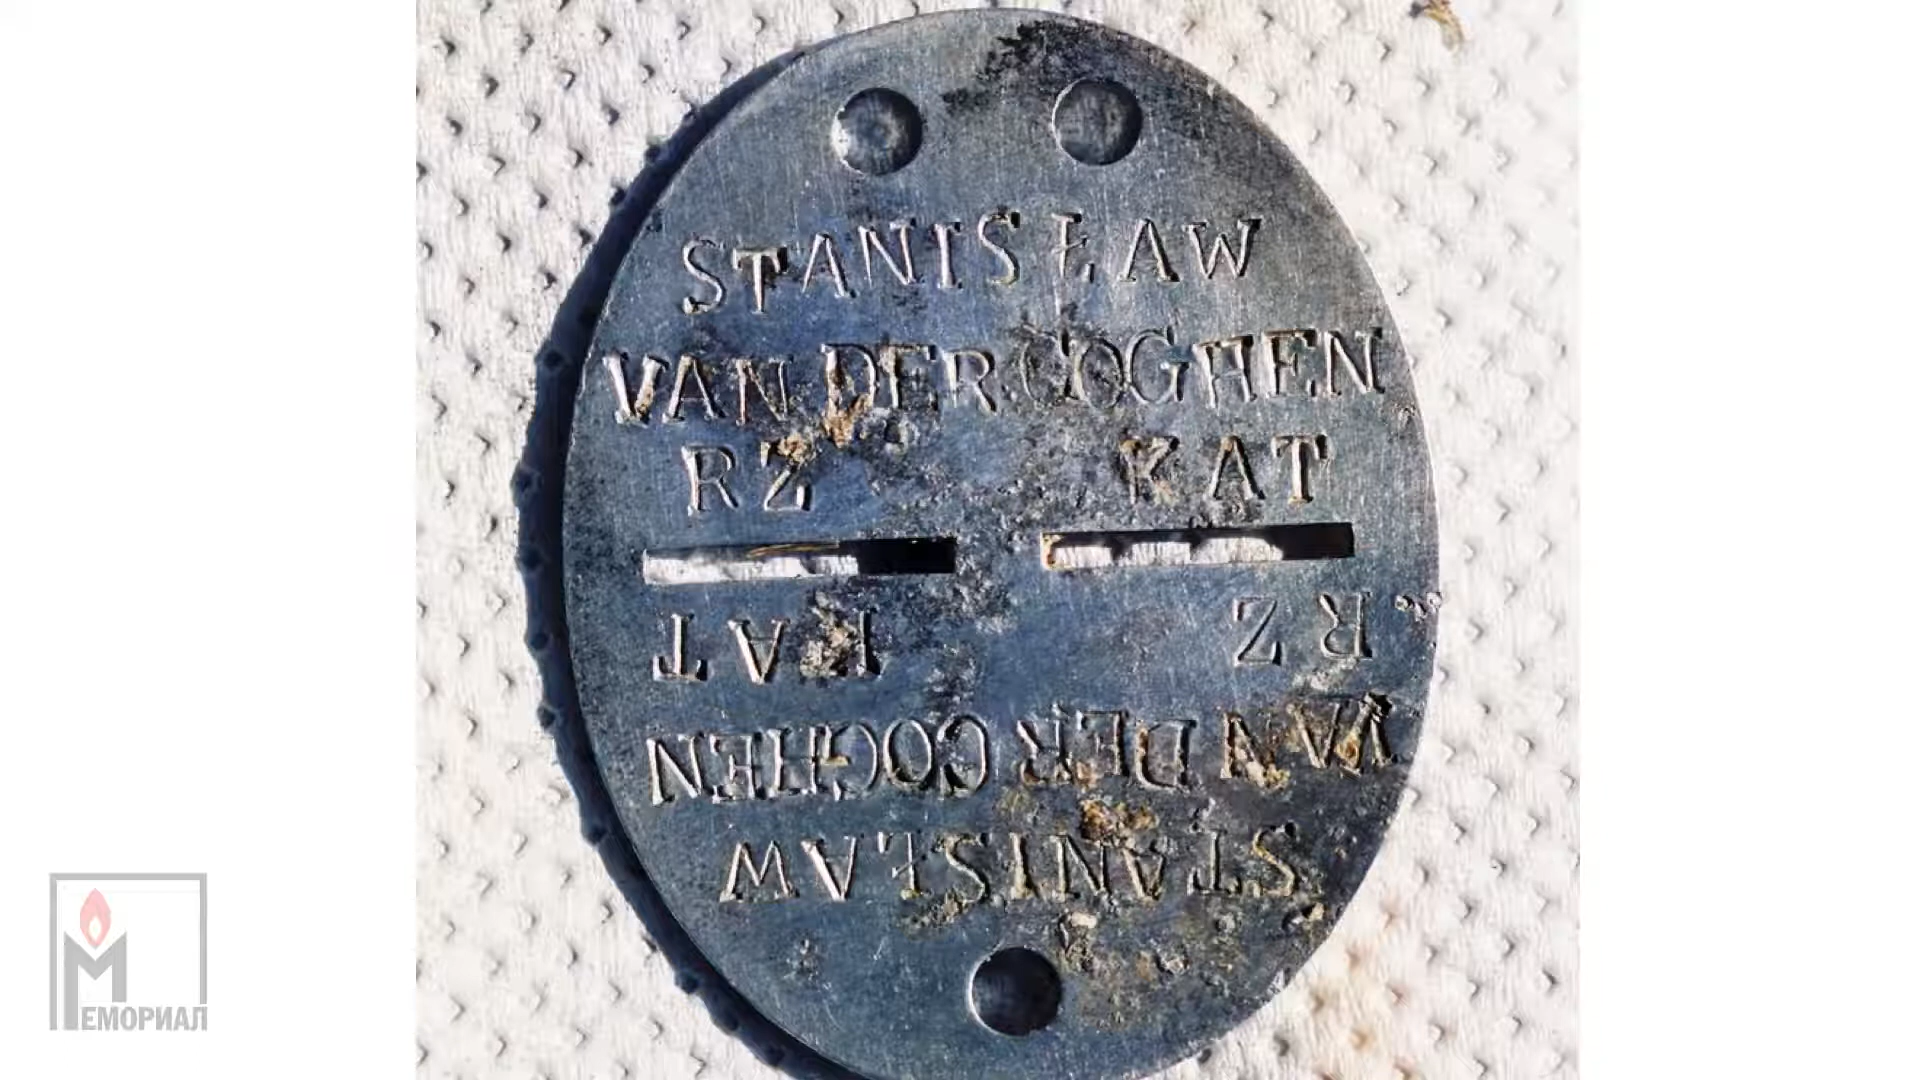 STANISŁAW
VAN DER COGHEN
RZ KAT
RZ KAT
VAN DER COGHEN
STANISŁAW
МЕМОРИАЛ